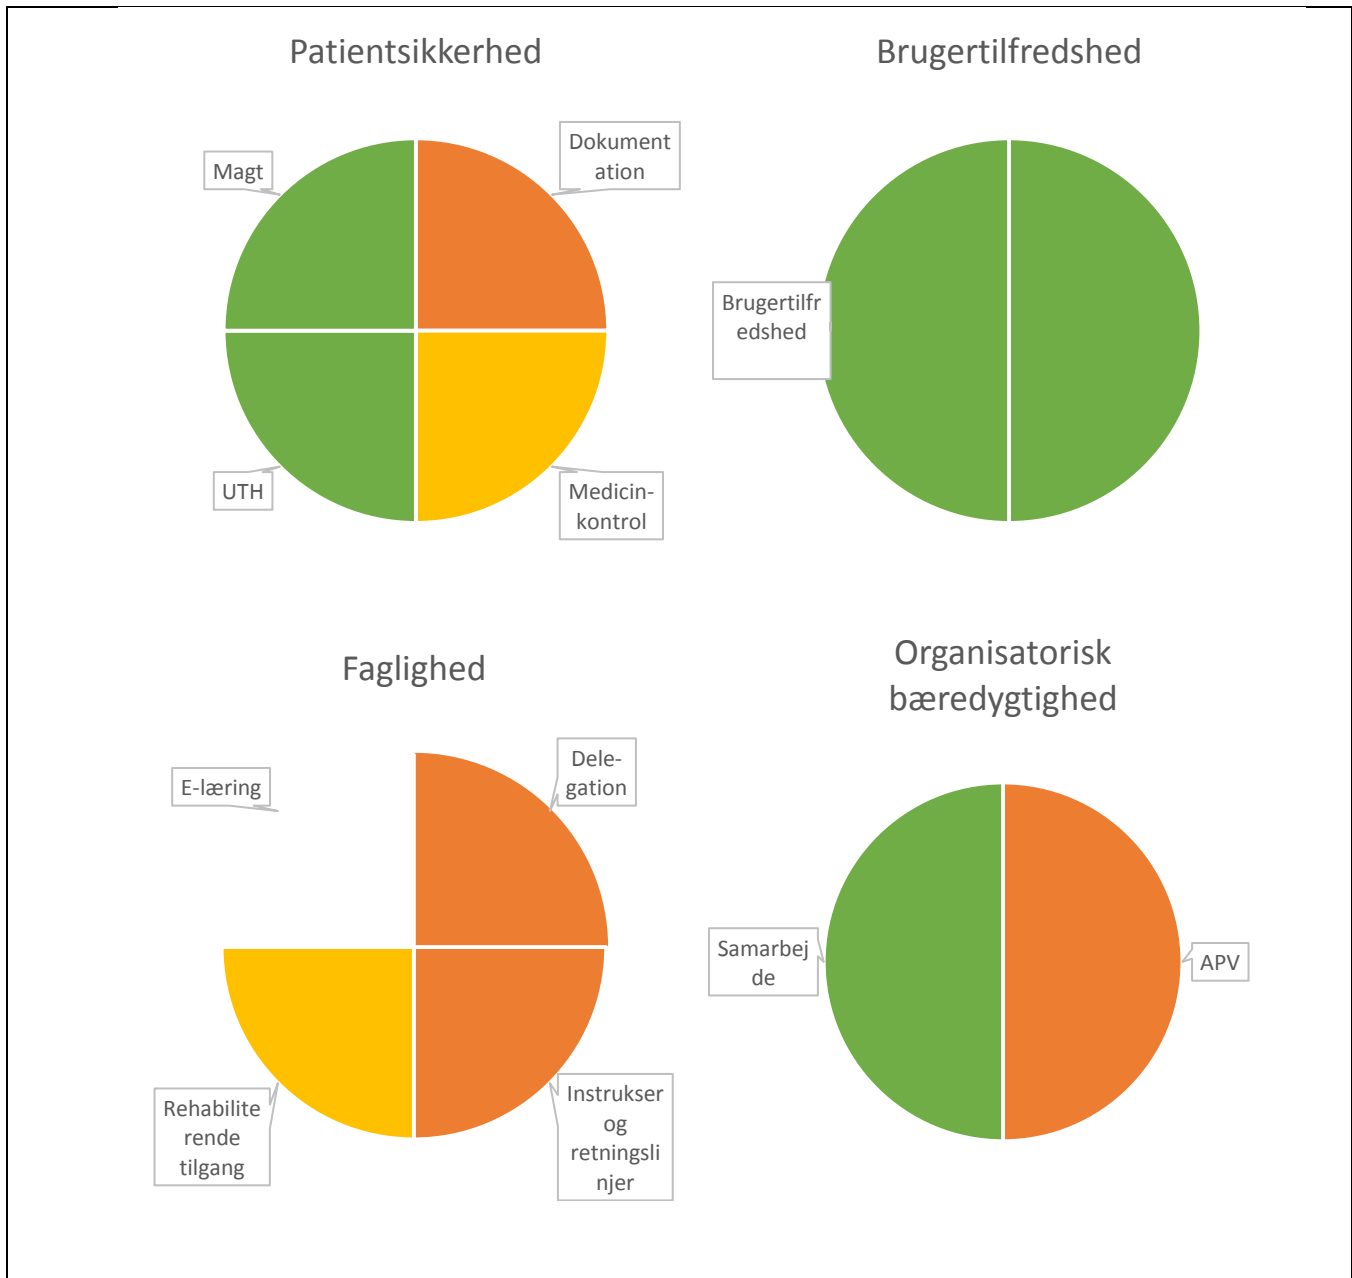 Patientsikkerhed
Magt
Dokument
ation
UTH
Medicin-
kontrol
Brugertilfredshed
Brugertilfr
edshed
Faglighed
E-læring
Dele-
gation
Rehabilite
rende
tilgang
Instrukser
og
retningsli
njer
Organisatorisk
bæredygtighed
Samarbej
de
APV